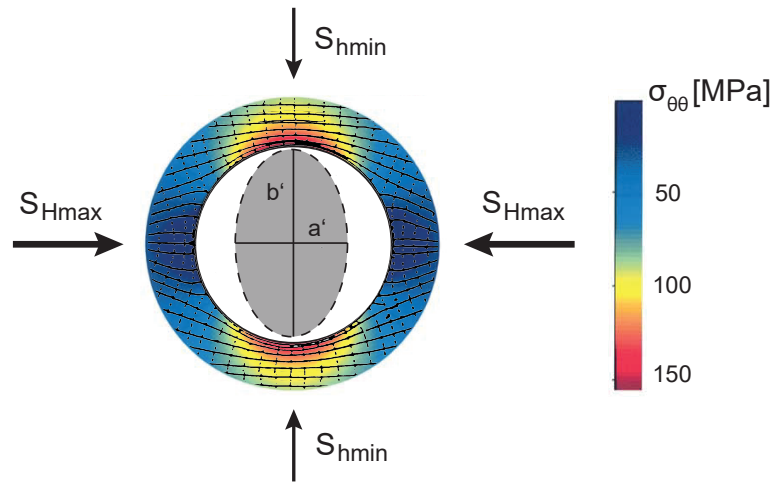 S_hmin
σ_θθ [MPa]
50
b'
S_Hmax
S_Hmax
a'
100
150
S_hmin